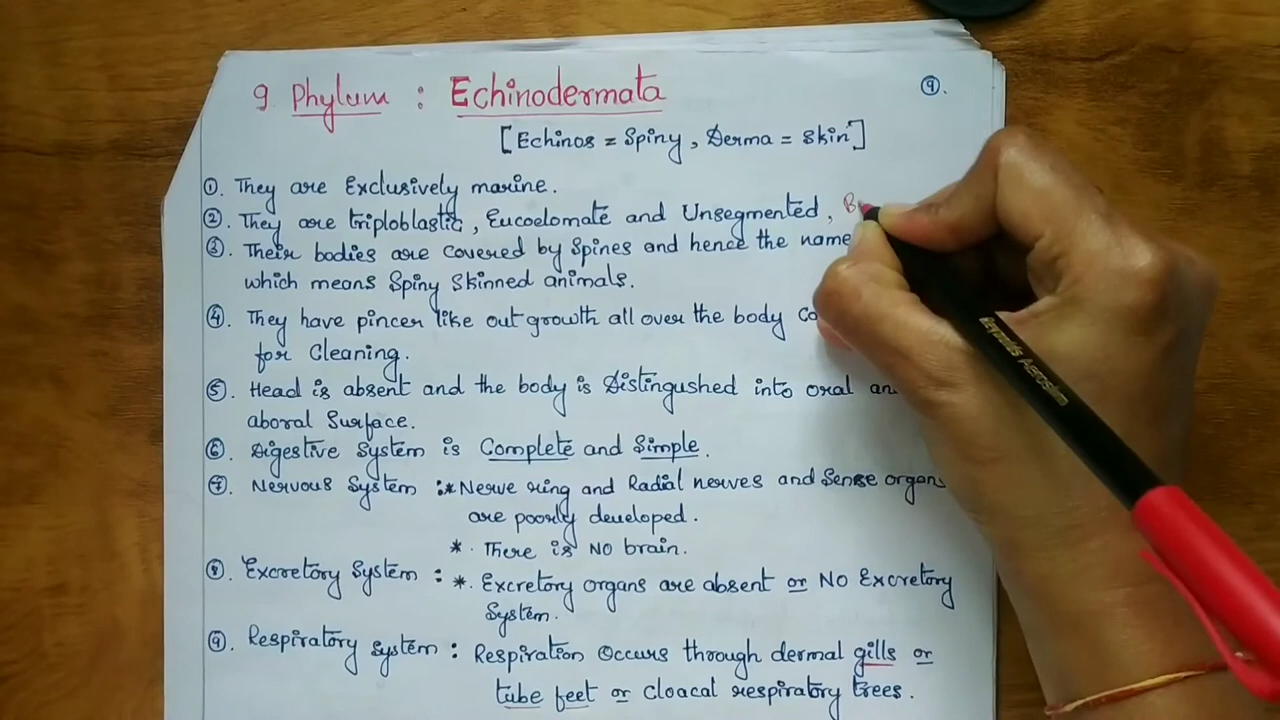 9 Phylum : Echinodermata
9.
[Echinos = Spiny, Derma = Skin]
1. They are Exclusively marine.
2. They are triploblastic, Eucoelomate and Unsegmented,
3. Their bodies are covered by Spines and hence the name
which means Spiny Skinned animals.
4. They have pincer like out growth all over the body
for Cleaning.
5. Head is absent and the body is Distingushed into oral
aboral Surface.
6. Digestive System is Complete and Simple.
7. Nervous System :* Nerve ring and Radial nerves and Sense organs
are poorly developed.
*. There is NO brain.
8. Excretory System : *. Excretory organs are absent or NO Excretory
System.
9. Respiratory System : Respiration Occurs through dermal gills or
tube feet or Cloacal respiratory trees.